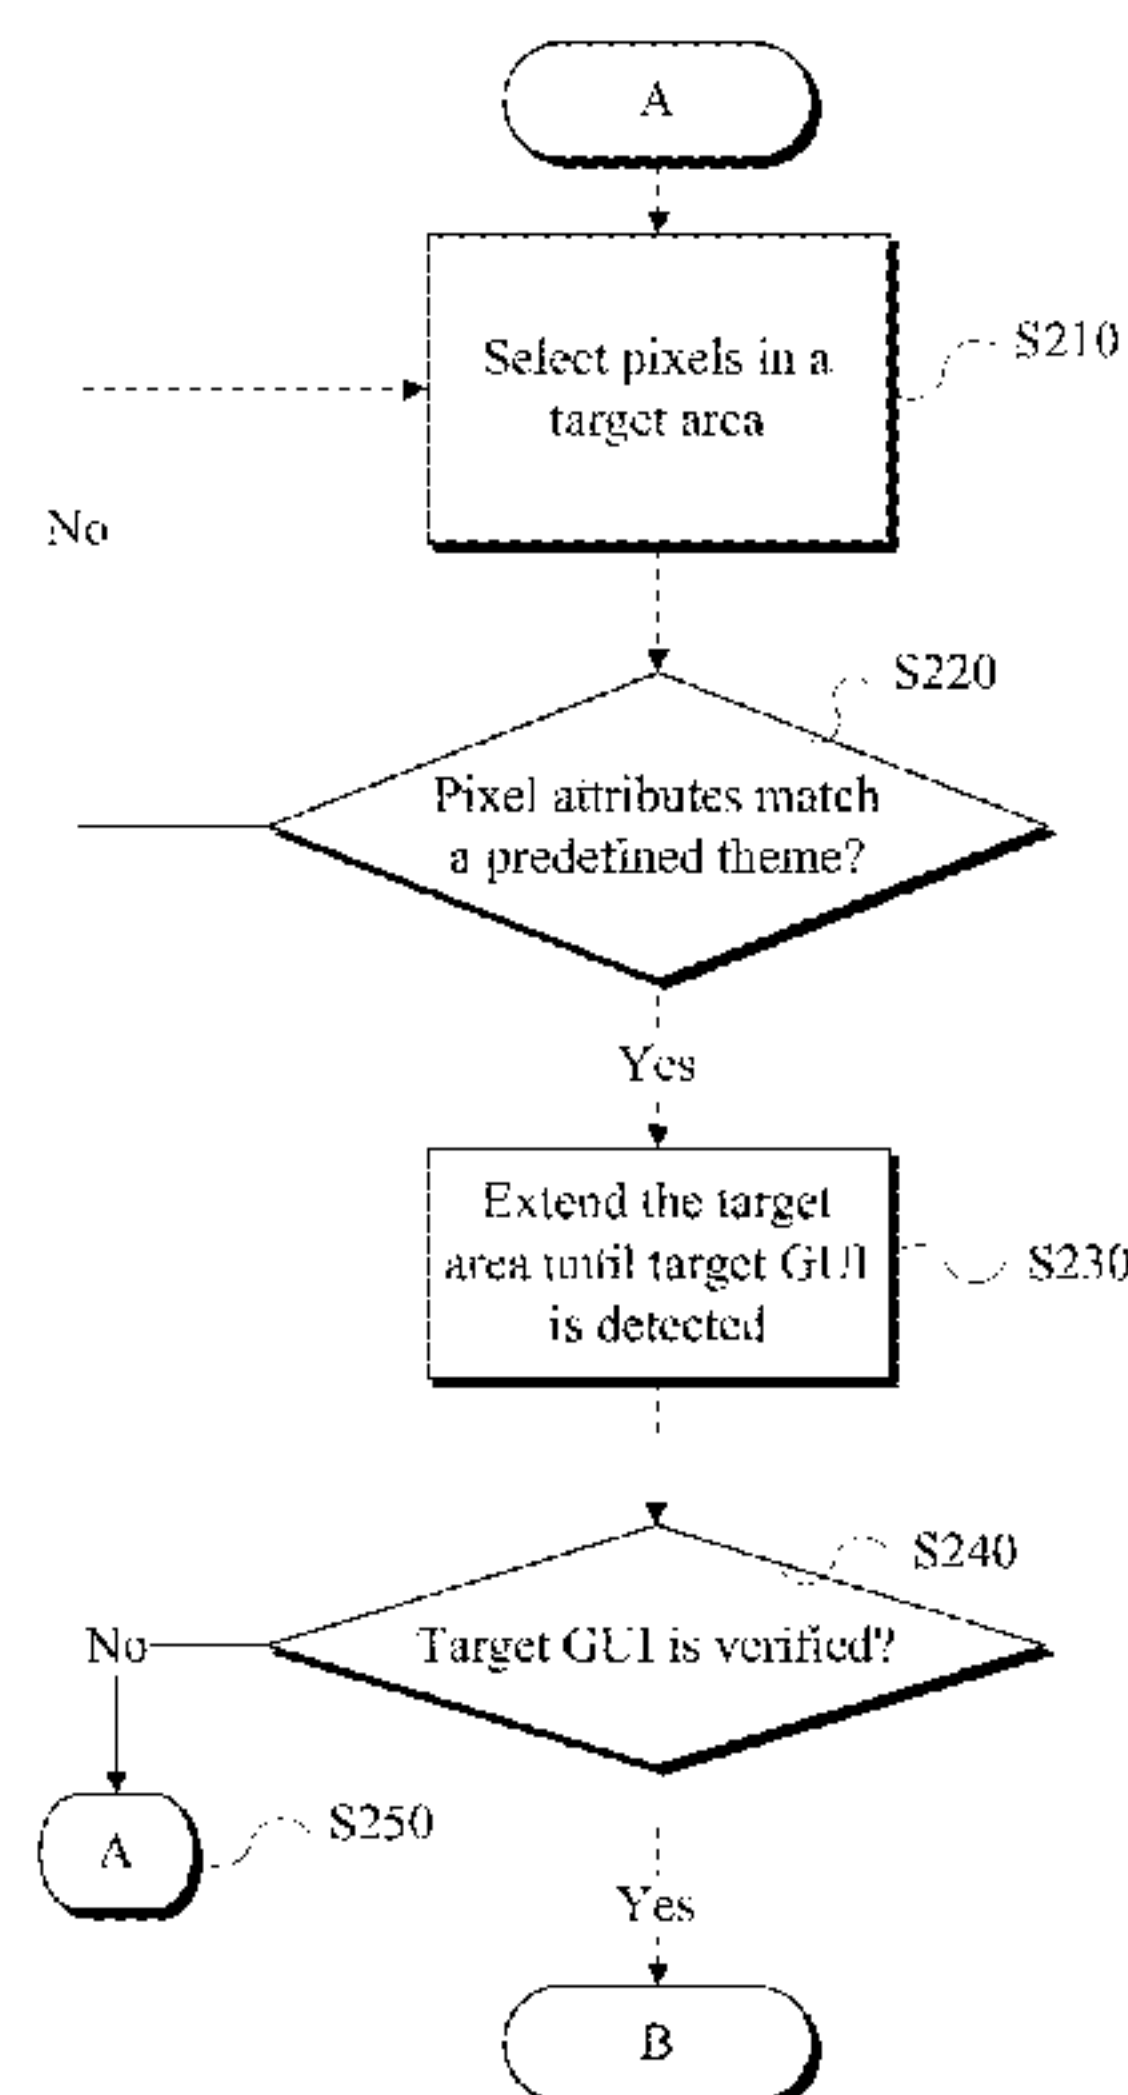 A
Select pixels in a
target area
S210
No
S220
Pixel attributes match
a predefined theme?
Yes
Extend the target
area until target GUI
is detected
S230
S240
Target GUI is verified?
No
A
S250
Yes
B